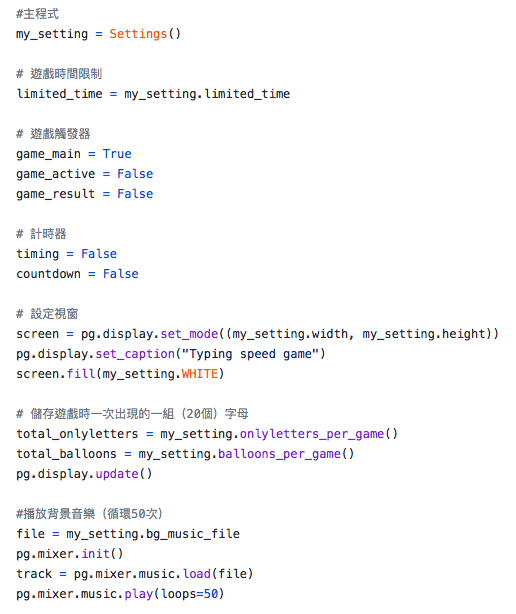 #主程式
my_setting = Settings()
# 遊戲時間限制
limited_time = my_setting.limited_time
# 遊戲觸發器
game_main = True
game_active = False
game_result = False
# 計時器
timing = False
countdown = False
# 設定視窗
screen = pg.display.set_mode((my_setting.width, my_setting.height))
pg.display.set_caption("Typing speed game")
screen.fill(my_setting.WHITE)
# 儲存遊戲時一次出現的一組（20個）字母
total_onlyletters = my_setting.onlyletters_per_game()
total_balloons = my_setting.balloons_per_game()
pg.display.update()
#播放背景音樂（循環50次）
file = my_setting.bg_music_file
pg.mixer.init()
track = pg.mixer.music.load(file)
pg.mixer.music.play(loops=50)